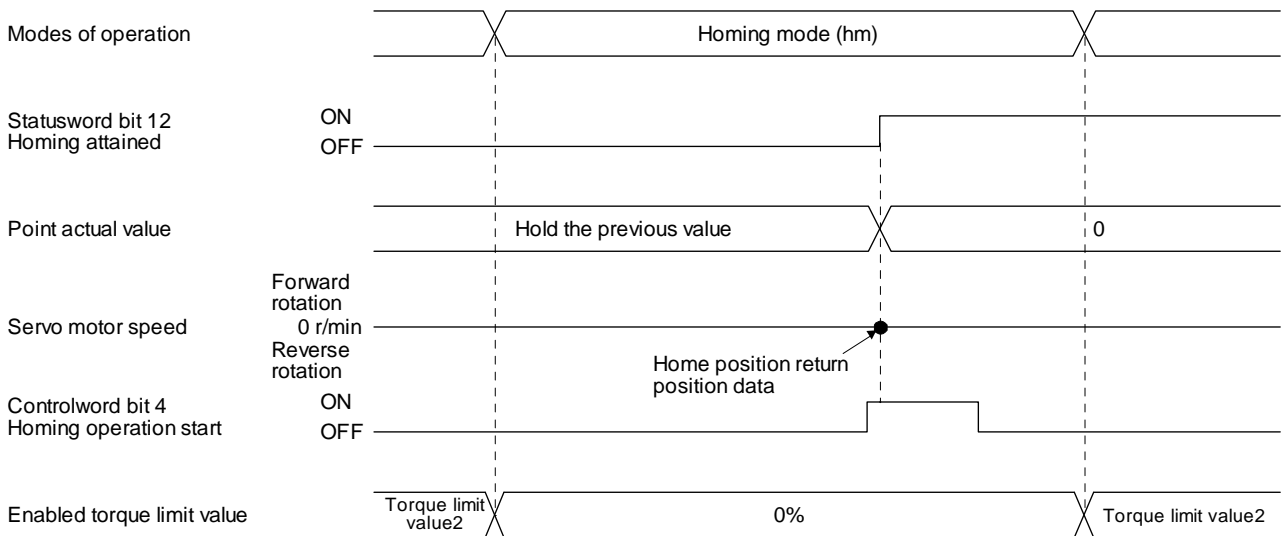 Modes of operation
Homing mode (hm)
Statusword bit 12
Homing attained
ON
OFF
Point actual value
Hold the previous value
0
Servo motor speed
Forward
rotation
0 r/min
Reverse
rotation
Home position return
position data
Controlword bit 4
Homing operation start
ON
OFF
Enabled torque limit value
Torque limit
value2
0%
Torque limit value2